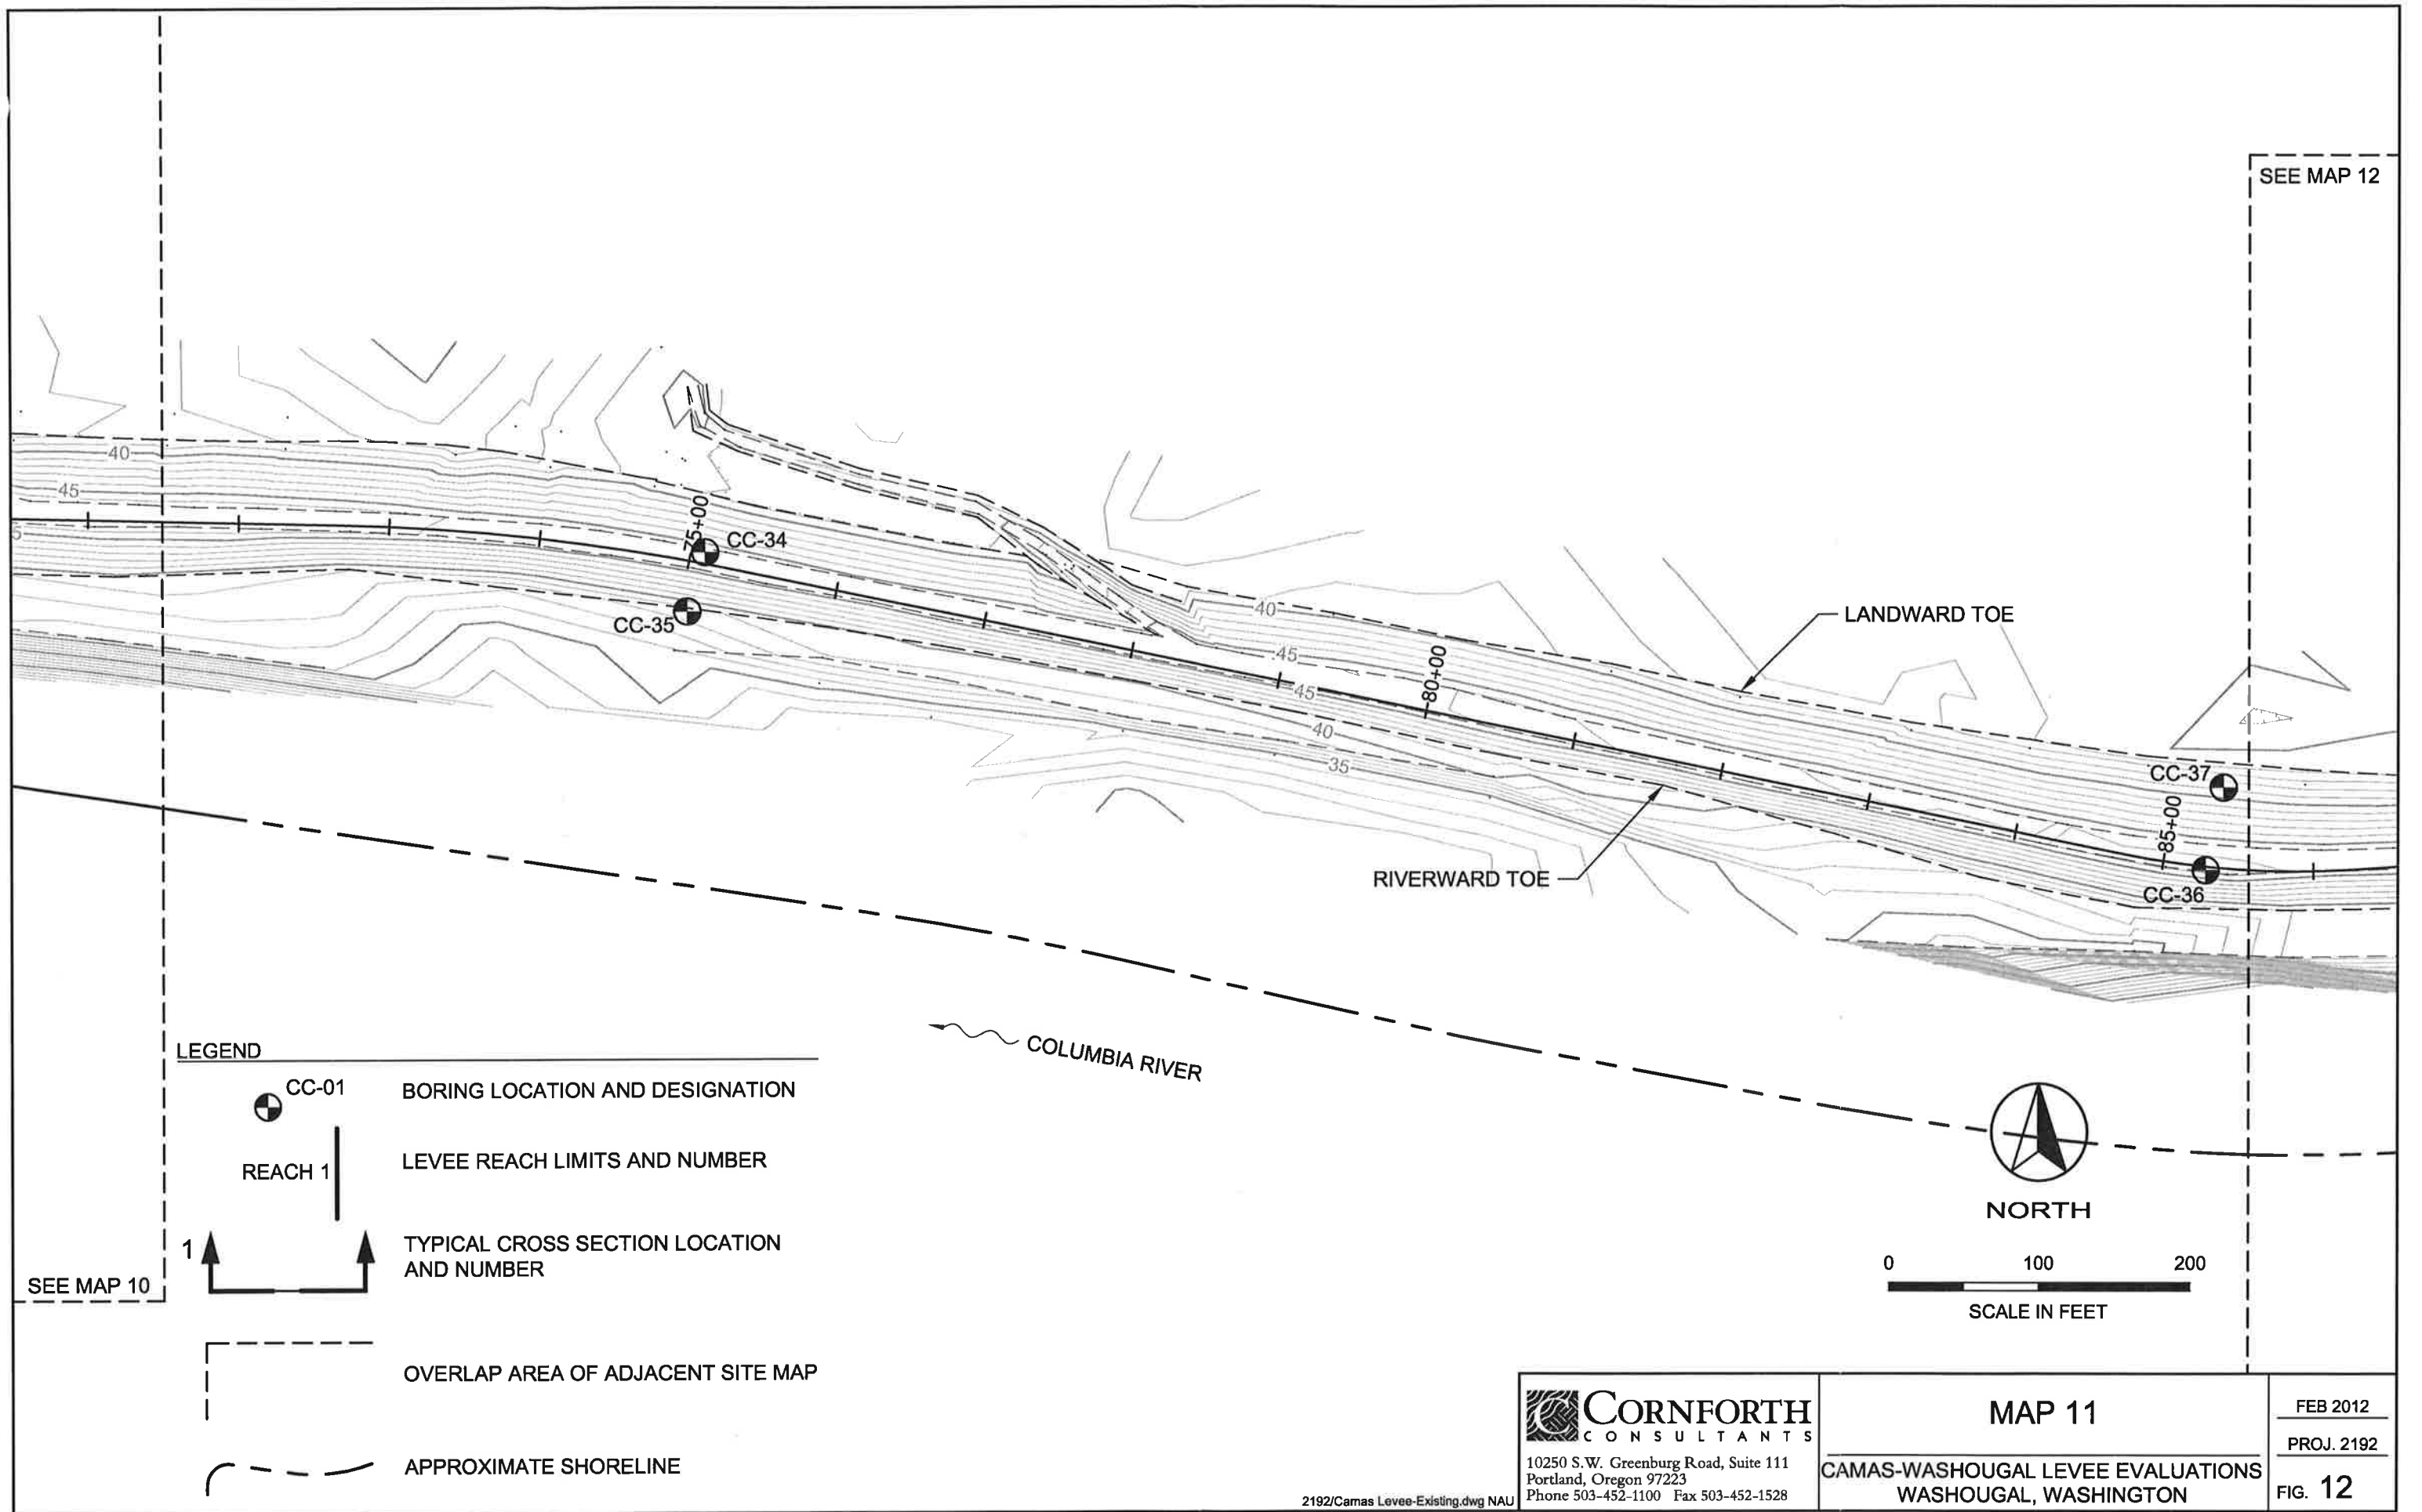 SEE MAP 12
40
45
5
75+00
CC-34
CC-35
40
45
45
80+00
40
35
LANDWARD TOE
RIVERWARD TOE
CC-37
85+00
CC-36
COLUMBIA RIVER
LEGEND
CC-01
BORING LOCATION AND DESIGNATION
REACH 1
LEVEE REACH LIMITS AND NUMBER
1
TYPICAL CROSS SECTION LOCATION
AND NUMBER
SEE MAP 10
OVERLAP AREA OF ADJACENT SITE MAP
APPROXIMATE SHORELINE
NORTH
0 100 200
SCALE IN FEET
CORNFORTH
CONSULTANTS
10250 S.W. Greenburg Road, Suite 111
Portland, Oregon 97223
Phone 503-452-1100 Fax 503-452-1528
2192/Camas Levee-Existing.dwg NAU
MAP 11
CAMAS-WASHOUGAL LEVEE EVALUATIONS
WASHOUGAL, WASHINGTON
FEB 2012
PROJ. 2192
FIG. 12